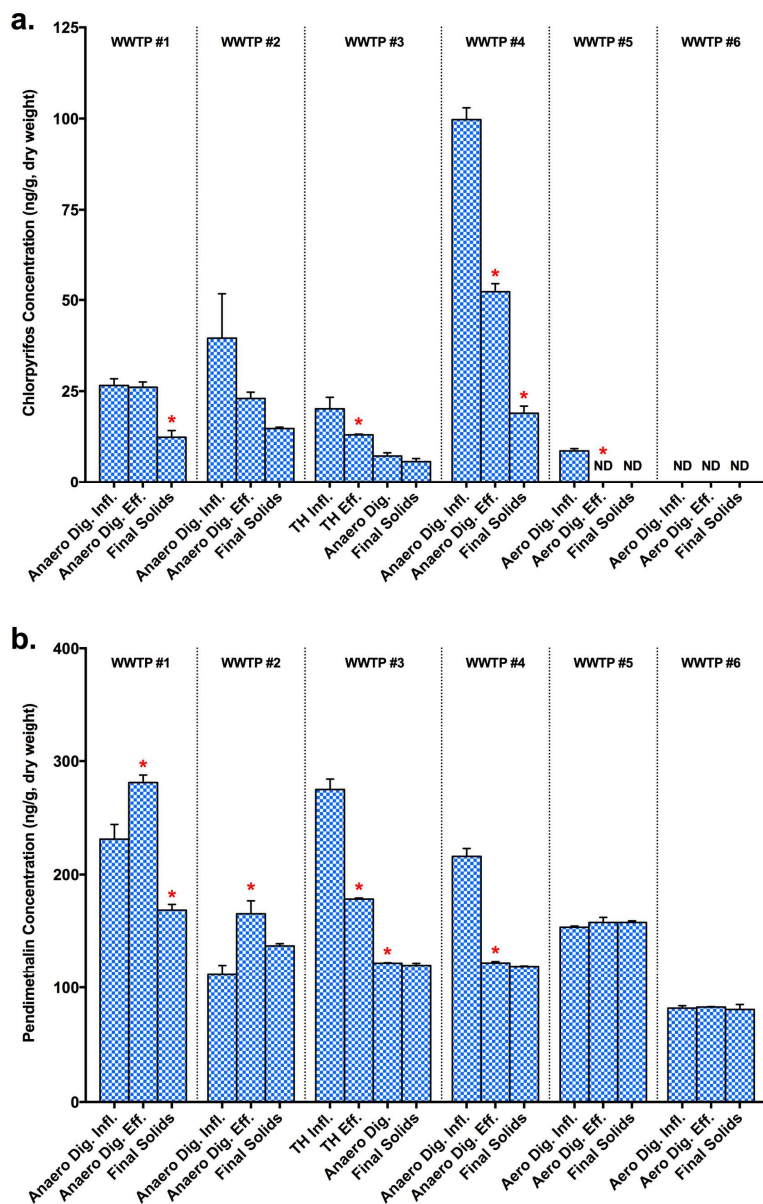 a.
Chlorpyrifos Concentration (ng/g, dry weight)
125
100
75
50
25
0
WWTP #1
WWTP #2
WWTP #3
WWTP #4
WWTP #5
WWTP #6
*
*
*
*
*
ND
ND
ND
ND
ND
Anaero Dig. Infl.
Anaero Dig. Eff.
Final Solids
Anaero Dig. Infl.
Anaero Dig. Eff.
Final Solids
TH Infl.
TH Eff.
Anaero Dig.
Final Solids
Anaero Dig. Infl.
Anaero Dig. Eff.
Final Solids
Aero Dig. Infl.
Aero Dig. Eff.
Final Solids
Aero Dig. Infl.
Aero Dig. Eff.
Final Solids
b.
Pendimethalin Concentration (ng/g, dry weight)
400
300
200
100
0
WWTP #1
WWTP #2
WWTP #3
WWTP #4
WWTP #5
WWTP #6
*
*
*
*
*
*
Anaero Dig. Infl.
Anaero Dig. Eff.
Final Solids
Anaero Dig. Infl.
Anaero Dig. Eff.
Final Solids
TH Infl.
TH Eff.
Anaero Dig.
Final Solids
Anaero Dig. Infl.
Anaero Dig. Eff.
Final Solids
Aero Dig. Infl.
Aero Dig. Eff.
Final Solids
Aero Dig. Infl.
Aero Dig. Eff.
Final Solids